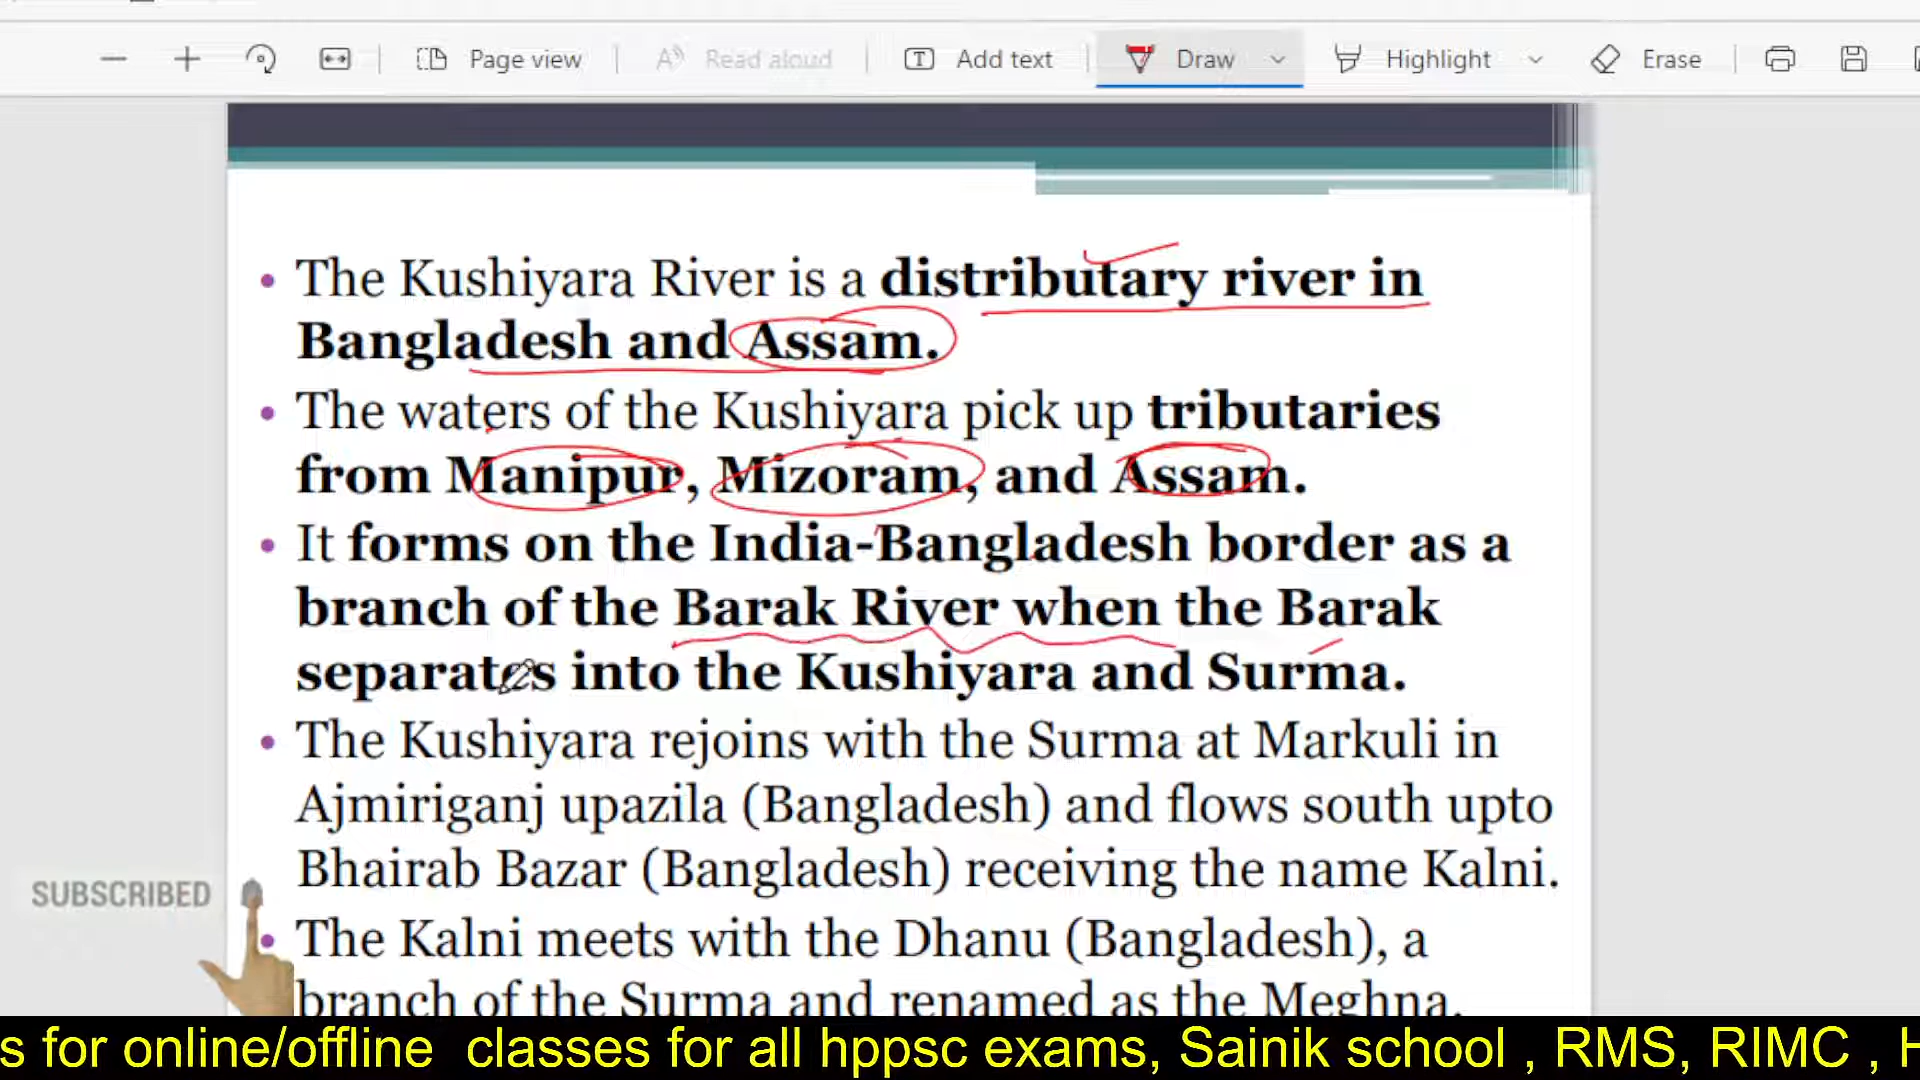 Page view
Read aloud
Add text
Draw
Highlight
Erase
• The Kushiyara River is a distributary river in
Bangladesh and Assam.
• The waters of the Kushiyara pick up tributaries
from Manipur, Mizoram, and Assam.
• It forms on the India-Bangladesh border as a
branch of the Barak River when the Barak
separates into the Kushiyara and Surma.
• The Kushiyara rejoins with the Surma at Markuli in
Ajmiriganj upazila (Bangladesh) and flows south upto
Bhairab Bazar (Bangladesh) receiving the name Kalni.
SUBSCRIBED
• The Kalni meets with the Dhanu (Bangladesh), a
branch of the Surma and renamed as the Meghna.
s for online/offline classes for all hppsc exams, Sainik school , RMS, RIMC , H